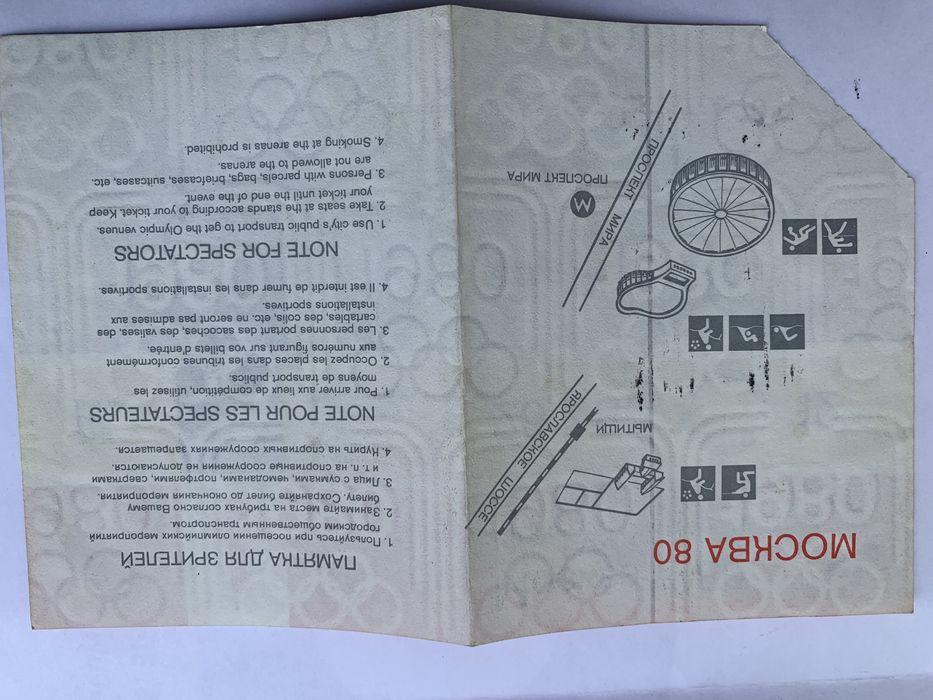 МОСКВА 80
МЫТИЩИ
ЯРОСЛАВСКОЕ ШОССЕ
ПРОСПЕКТ МИРА
М
ПРОСПЕКТ МИРА
ПАМЯТКА ДЛЯ ЗРИТЕЛЕЙ
1. Пользуйтесь при посещении олимпийских мероприятий
городским общественным транспортом.
2. Занимайте места на трибунах согласно Вашему
билету. Сохраняйте билет до окончания мероприятия.
3. Лица с сумками, чемоданами, портфелями, свертками
и т. п. на спортивные сооружения не допускаются.
4. Курить на спортивных сооружениях запрещается.
NOTE POUR LES SPECTATEURS
1. Pour arriver aux lieux de compétition, utilisez les
moyens de transport publics.
2. Occupez les places dans les tribunes conformément
aux numéros figurant sur vos billets d'entrée.
3. Les personnes portant des sacoches, des valises, des
cartables, des colis, etc. ne seront pas admises aux
installations sportives.
4. Il est interdit de fumer dans les installations sportives.
NOTE FOR SPECTATORS
1. Use city's public transport to get the Olympic venues.
2. Take seats at the stands according to your ticket. Keep
your ticket until the end of the event.
3. Persons with parcels, bags, briefcases, suitcases, etc.
are not allowed to the arenas.
4. Smoking at the arenas is prohibited.